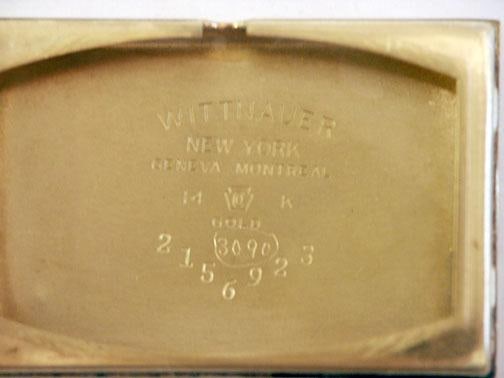 WITTNAUER
NEW YORK
GENEVA MONTREAL
14 K
GOLD
3090
2156923